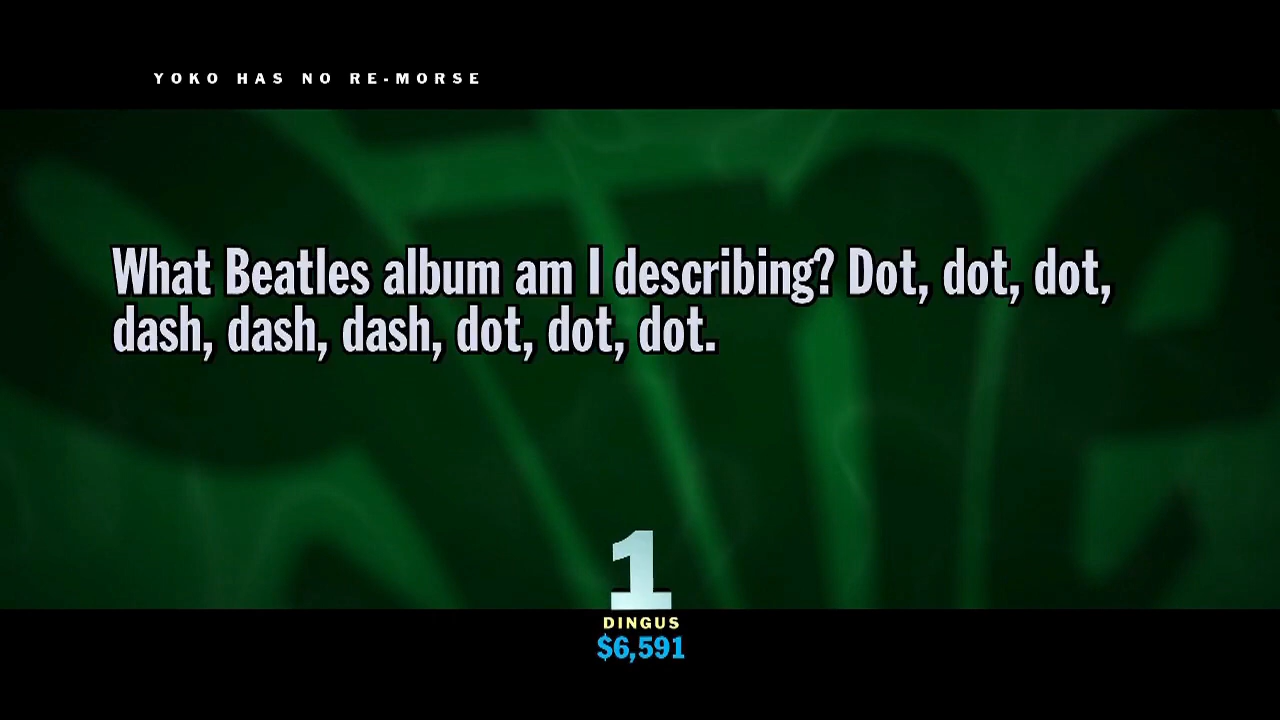 YOKO HAS NO RE-MORSE
What Beatles album am I describing? Dot, dot, dot,
dash, dash, dash, dot, dot, dot.
1
DINGUS
$6,591